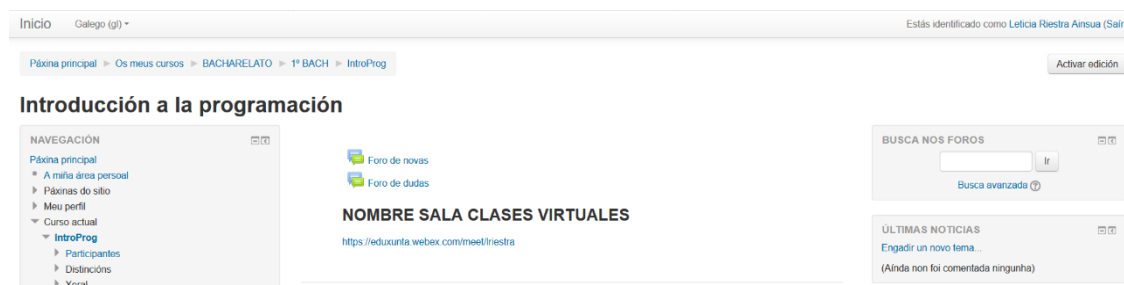 Inicio Galego (gl)
Estás identificado como Leticia Riestra Ainsua (Saír
Páxina principal ► Os meus cursos ► BACHARELATO ► 1º BACH ► IntroProg
Activar edición
Introducción a la programación
NAVEGACIÓN
Páxina principal
A miña área persoal
Páxinas do sitio
Meu perfil
Curso actual
IntroProg
Participantes
Distincións
Xeral
Foro de novas
Foro de dudas
NOMBRE SALA CLASES VIRTUALES
https://eduxunta.webex.com/meet/lriestra
BUSCA NOS FOROS
Ir
Busca avanzada
ÚLTIMAS NOTICIAS
Engadir un novo tema...
(Aínda non foi comentada ningunha)